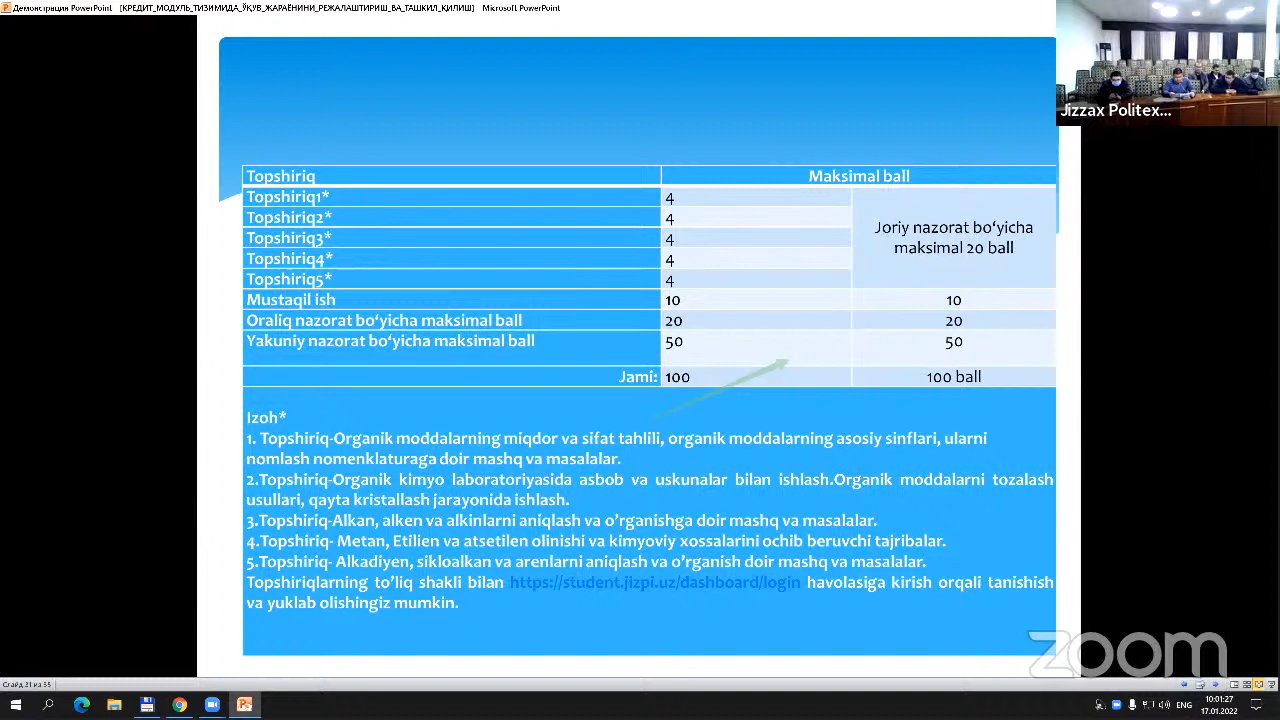 Демонстрация PowerPoint [КРЕДИТ_МОДУЛЬ_ТИЗИМИДА_ЎҚУВ_ЖАРАЁНИНИ_РЕЖАЛАШТИРИШ_ВА_ТАШКИЛ_ҚИЛИШ] Microsoft PowerPoint
Jizzax Politex...
Topshiriq Maksimal ball
Topshiriq1* 4
Topshiriq2* 4
Topshiriq3* 4
Topshiriq4* 4
Topshiriq5* 4
Joriy nazorat bo‘yicha
maksimal 20 ball
Mustaqil ish 10 10
Oraliq nazorat bo‘yicha maksimal ball 20 20
Yakuniy nazorat bo‘yicha maksimal ball 50 50
Jami: 100 100 ball
Izoh*
1. Topshiriq-Organik moddalarning miqdor va sifat tahlili, organik moddalarning asosiy sinflari, ularni
nomlash nomenklaturaga doir mashq va masalalar.
2.Topshiriq-Organik kimyo laboratoriyasida asbob va uskunalar bilan ishlash.Organik moddalarni tozalash
usullari, qayta kristallash jarayonida ishlash.
3.Topshiriq-Alkan, alken va alkinlarni aniqlash va o’rganishga doir mashq va masalalar.
4.Topshiriq- Metan, Etilien va atsetilen olinishi va kimyoviy xossalarini ochib beruvchi tajribalar.
5.Topshiriq- Alkadiyen, sikloalkan va arenlarni aniqlash va o’rganish doir mashq va masalalar.
Topshiriqlarning to’liq shakli bilan https://student.jizpi.uz/dashboard/login havolasiga kirish orqali tanishish
va yuklab olishingiz mumkin.
zoom
Слайд 31 из 35
ENG
10:01:27
17.01.2022